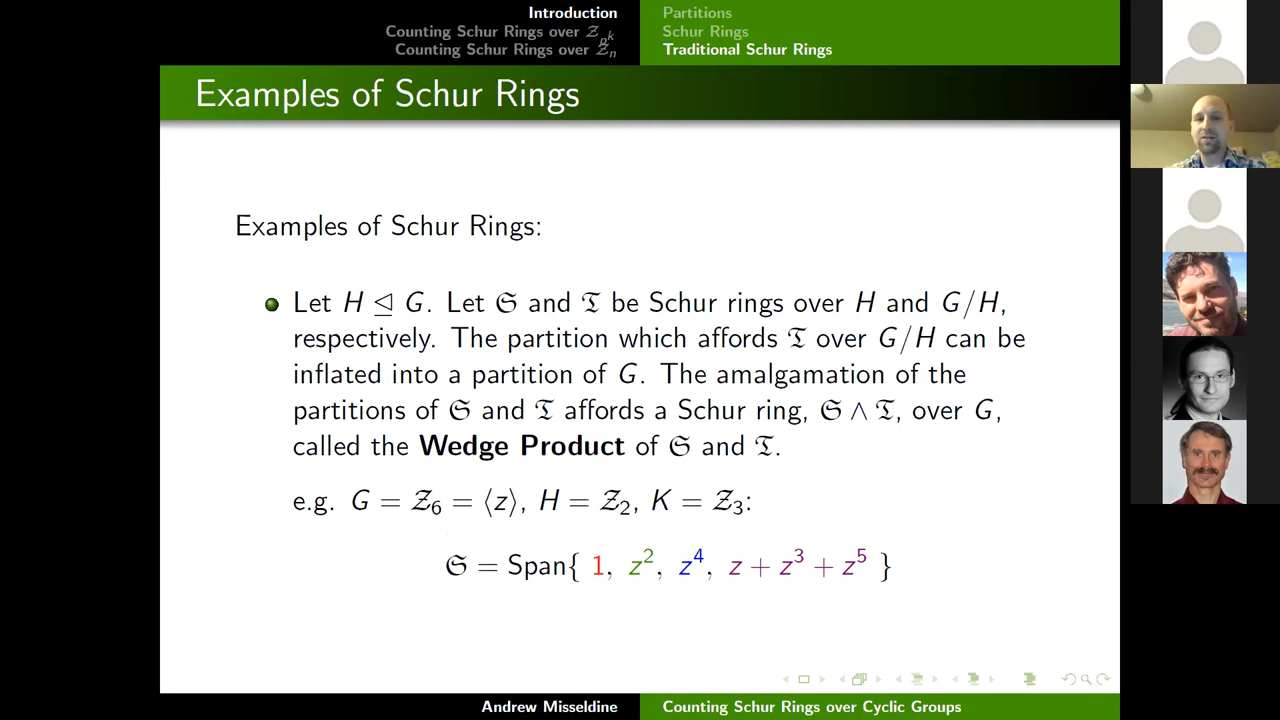 Introduction
Counting Schur Rings over 𝒵_{p^k}
Counting Schur Rings over 𝒵_n
Partitions
Schur Rings
Traditional Schur Rings
Examples of Schur Rings
Examples of Schur Rings:
Let H ⊴ G. Let 𝔖 and 𝔗 be Schur rings over H and G/H,
respectively. The partition which affords 𝔗 over G/H can be
inflated into a partition of G. The amalgamation of the
partitions of 𝔖 and 𝔗 affords a Schur ring, 𝔖 ∧ 𝔗, over G,
called the Wedge Product of 𝔖 and 𝔗.
e.g. G = 𝒵₆ = ⟨z⟩, H = 𝒵₂, K = 𝒵₃:
𝔖 = Span{ 1, z², z⁴, z + z³ + z⁵ }
Andrew Misseldine
Counting Schur Rings over Cyclic Groups